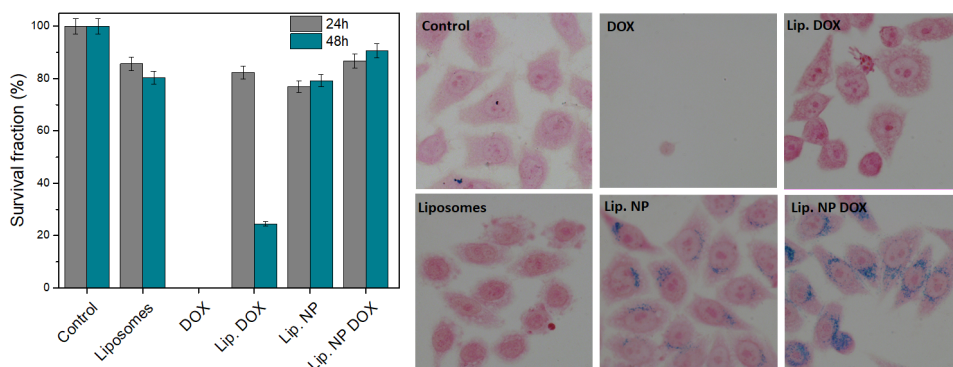 Survival fraction (%)
100
80
60
40
20
0
24h
48h
Control
Liposomes
DOX
Lip. DOX
Lip. NP
Lip. NP DOX
Control
DOX
Lip. DOX
Liposomes
Lip. NP
Lip. NP DOX